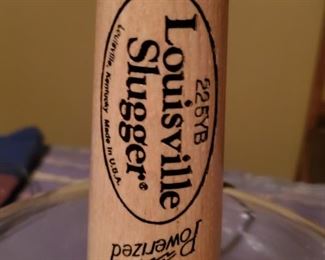 225YB
Louisville
Slugger®
Louisville, Kentucky Made In U.S.A.
Powerized